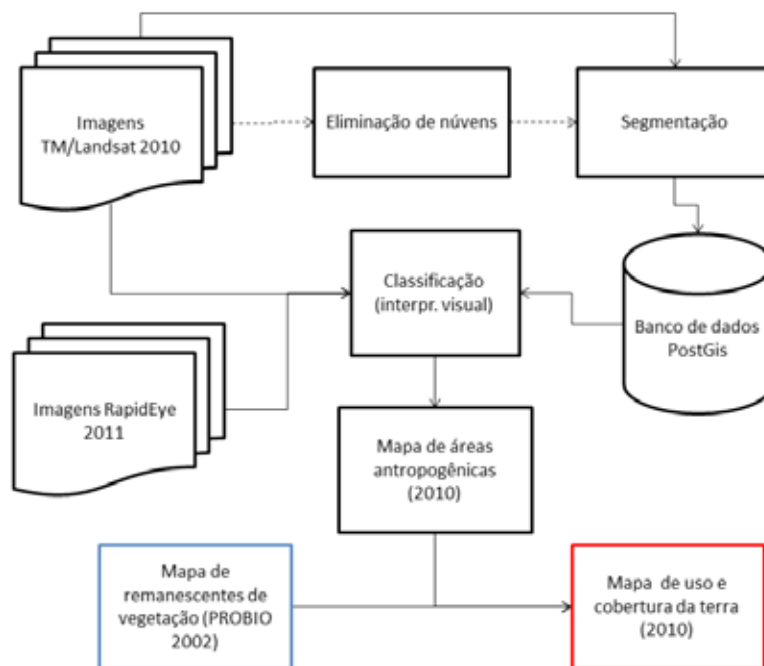 Imagens
TM/Landsat 2010
Eliminação de núvens
Segmentação
Classificação
(interpr. visual)
Banco de dados
PostGis
Imagens RapidEye
2011
Mapa de áreas
antropogênicas
(2010)
Mapa de
remanescentes de
vegetação (PROBIO
2002)
Mapa de uso e
cobertura da terra
(2010)